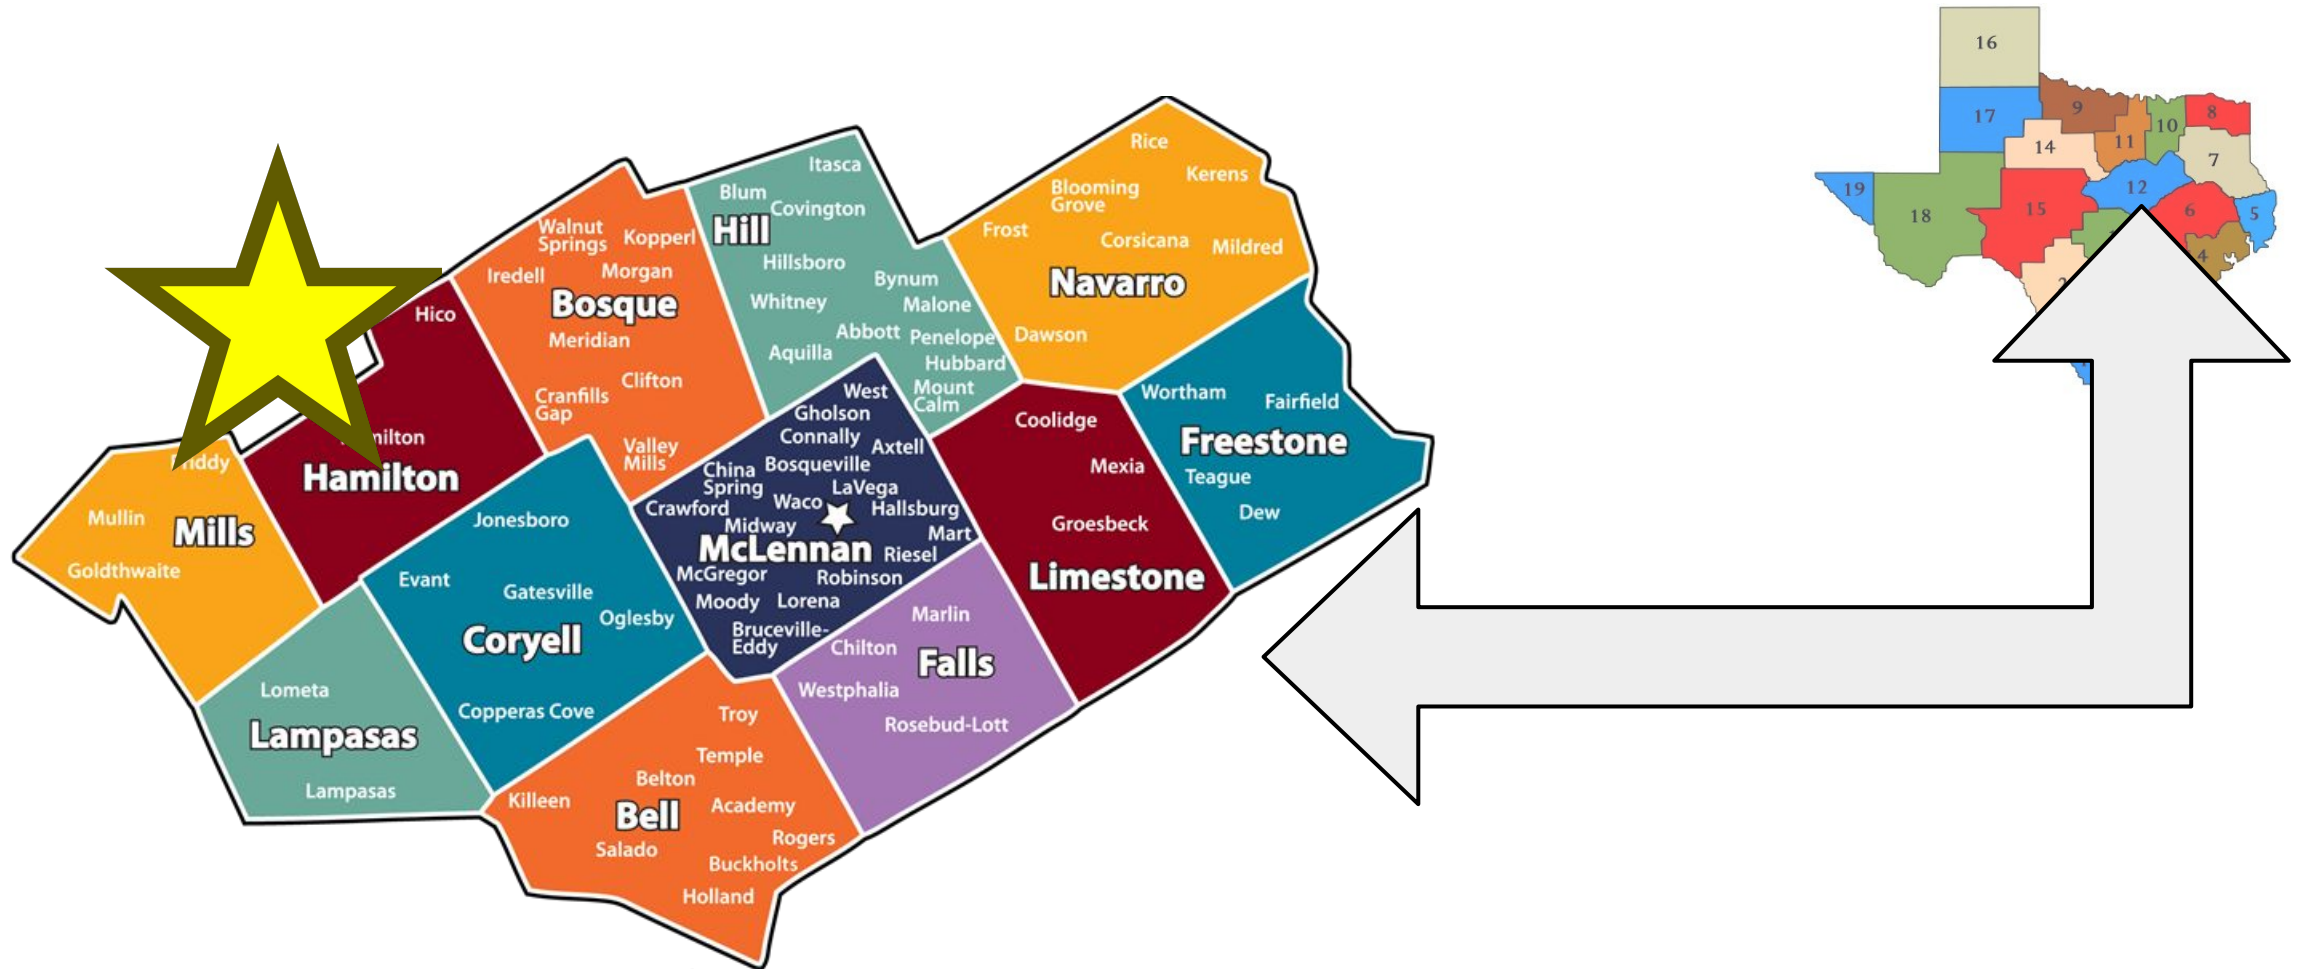 Rice
Kerens
Blooming
Grove
Frost
Corsicana
Mildred
Navarro
Dawson
Itasca
Blum
Covington
Hill
Hillsboro
Bynum
Whitney
Malone
Abbott
Penelope
Aquilla
Hubbard
Mount
Calm
Walnut
Springs
Kopperl
Iredell
Morgan
Bosque
Meridian
Clifton
Cranfills
Gap
Valley
Mills
Hico
Hamilton
Mullin
Mills
Goldthwaite
Jonesboro
Evant
Gatesville
Oglesby
Coryell
Copperas Cove
West
Gholson
Connally
Axtell
China
Spring
Bosqueville
LaVega
Waco
Crawford
Hallsburg
Midway
Mart
McLennan
Riesel
McGregor
Robinson
Moody
Lorena
Bruceville-
Eddy
Coolidge
Mexia
Groesbeck
Limestone
Wortham
Fairfield
Freestone
Teague
Dew
Marlin
Chilton
Falls
Westphalia
Rosebud-Lott
Lometa
Lampasas
Lampasas
Troy
Temple
Belton
Killeen
Academy
Bell
Rogers
Salado
Buckholts
Holland
16
17
9
10
8
14
11
7
19
12
18
15
6
5
4